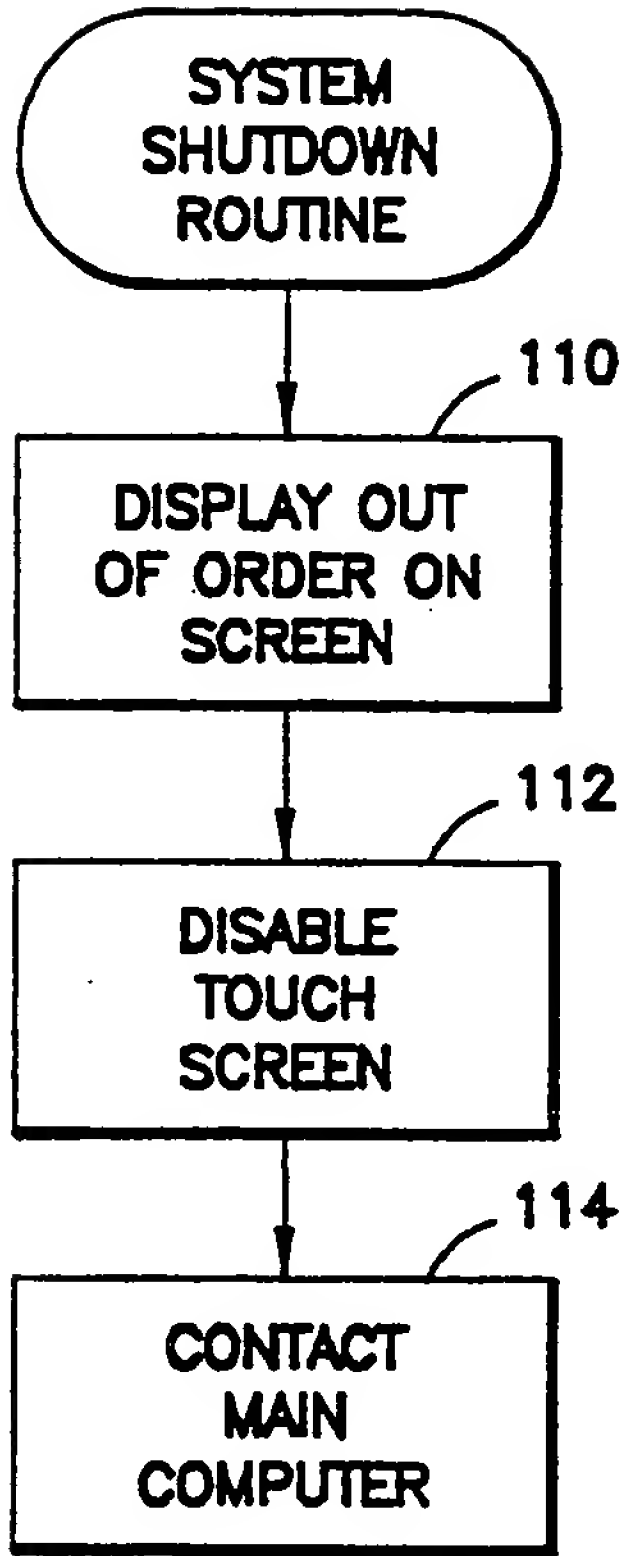 SYSTEM
SHUTDOWN
ROUTINE
110
DISPLAY OUT
OF ORDER ON
SCREEN
112
DISABLE
TOUCH
SCREEN
114
CONTACT
MAIN
COMPUTER